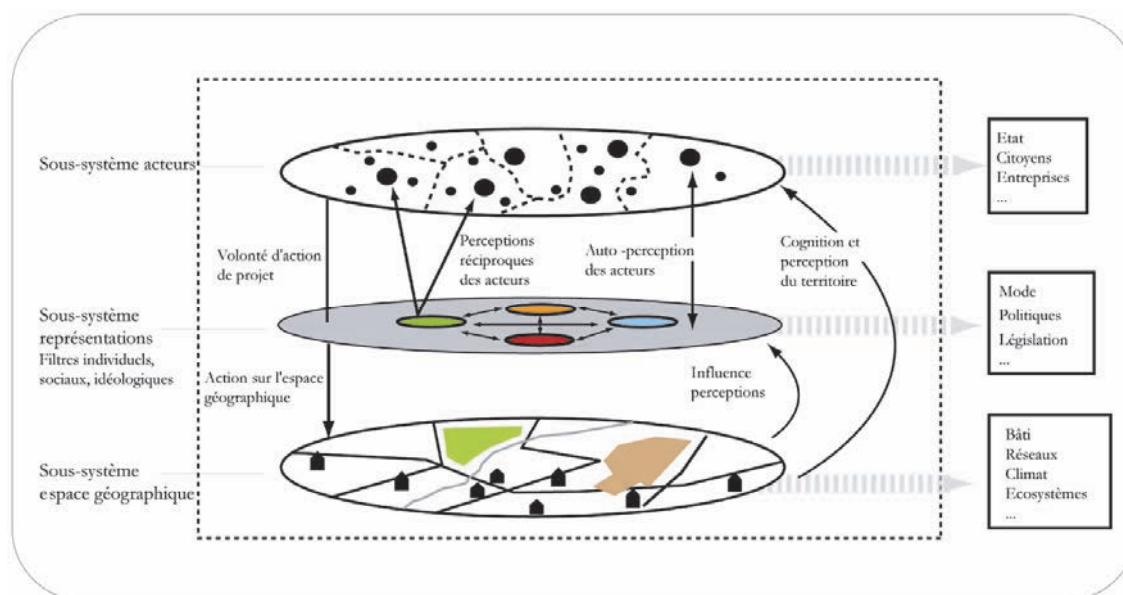 Sous-système acteurs
Etat
Citoyens
Entreprises
...
Volonté d'action
de projet
Perceptions
réciproques
des acteurs
Auto -perception
des acteurs
Cognition et
perception
du territoire
Sous-système
représentations
Filtres individuels,
sociaux, idéologiques
Mode
Politiques
Législation
...
Action sur l'espace
géographique
Influence
perceptions
Sous-système
espace géographique
Bâti
Réseaux
Climat
Ecosystèmes
...